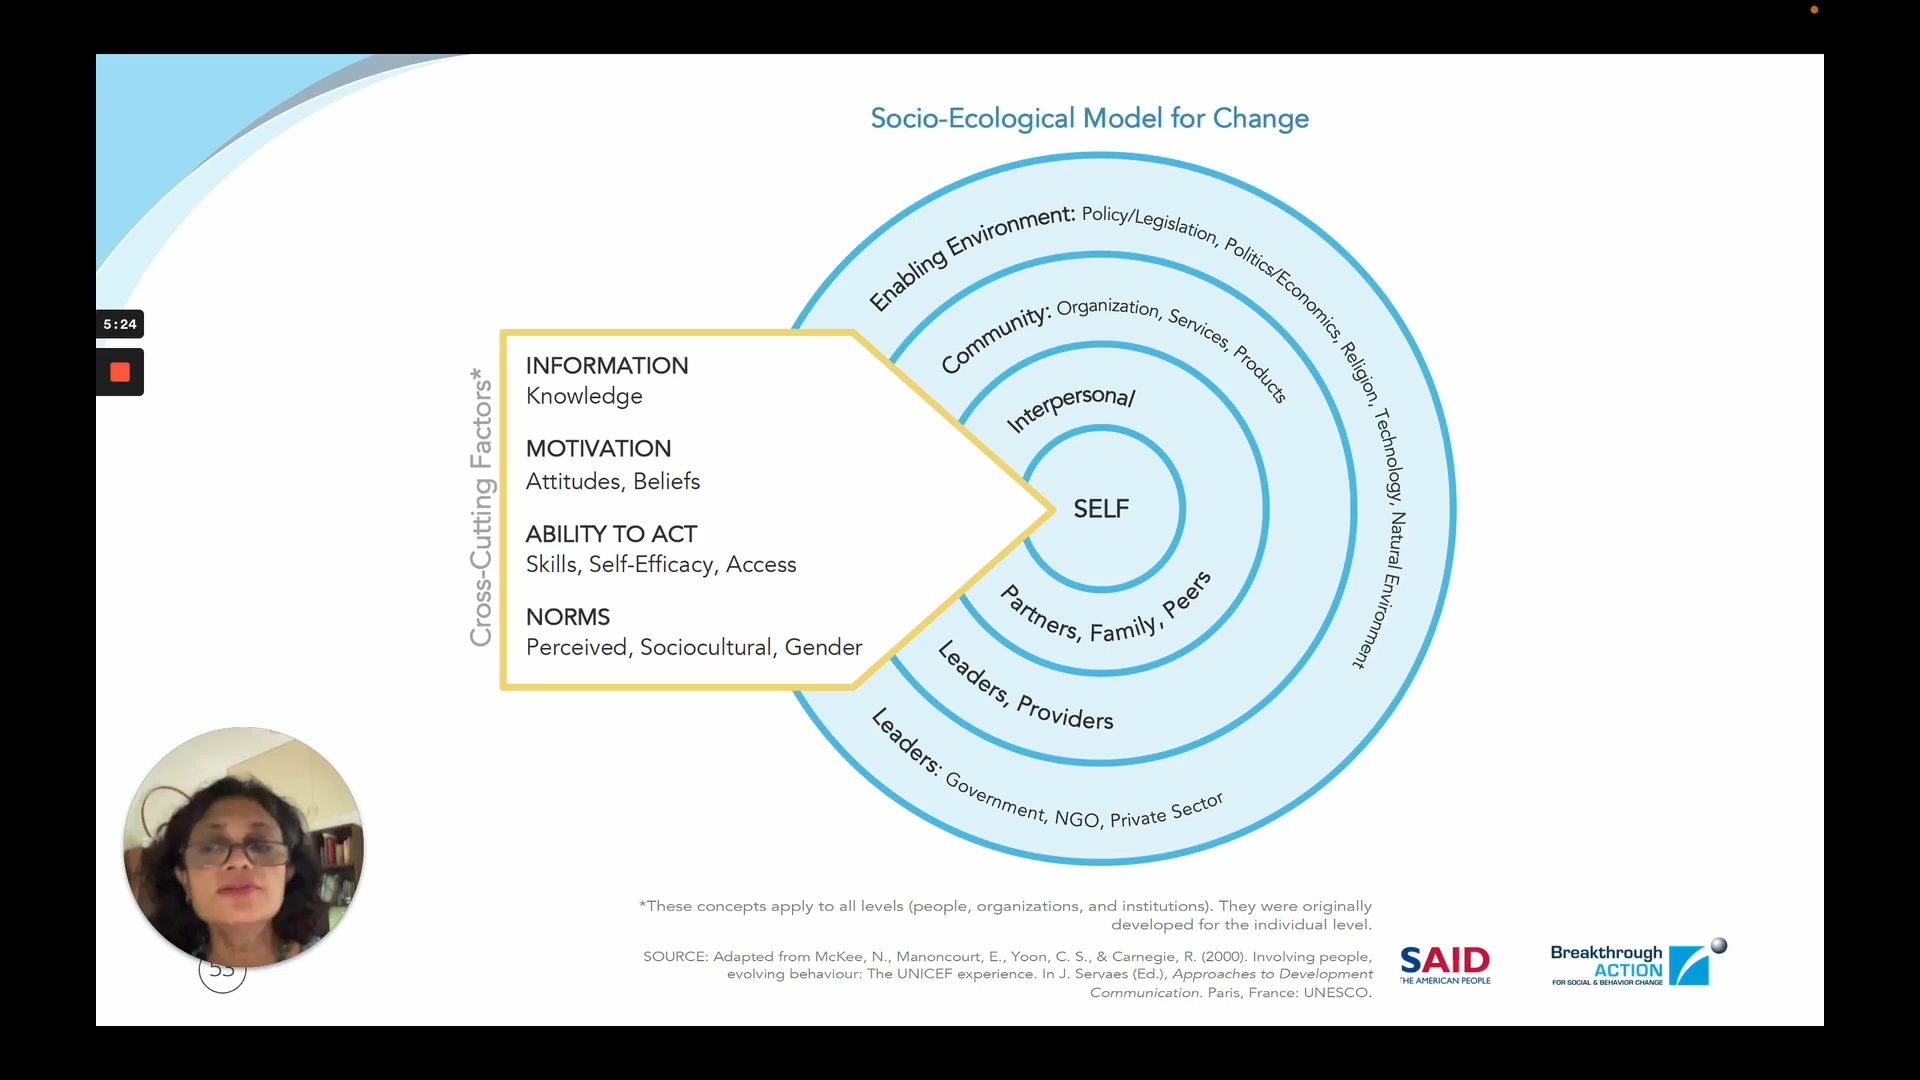 Socio-Ecological Model for Change
Enabling Environment: Policy/Legislation, Politics/Economics, Religion, Technology, Natural Environment
Community: Organization, Services, Products
Interpersonal
SELF
Partners, Family, Peers
Leaders, Providers
Leaders: Government, NGO, Private Sector
5:24
Cross-Cutting Factors*
INFORMATION
Knowledge
MOTIVATION
Attitudes, Beliefs
ABILITY TO ACT
Skills, Self-Efficacy, Access
NORMS
Perceived, Sociocultural, Gender
*These concepts apply to all levels (people, organizations, and institutions). They were originally
developed for the individual level.
SOURCE: Adapted from McKee, N., Manoncourt, E., Yoon, C. S., & Carnegie, R. (2000). Involving people,
evolving behaviour: The UNICEF experience. In J. Servaes (Ed.), Approaches to Development
Communication. Paris, France: UNESCO.
SAID
THE AMERICAN PEOPLE
Breakthrough
ACTION
FOR SOCIAL & BEHAVIOR CHANGE
53